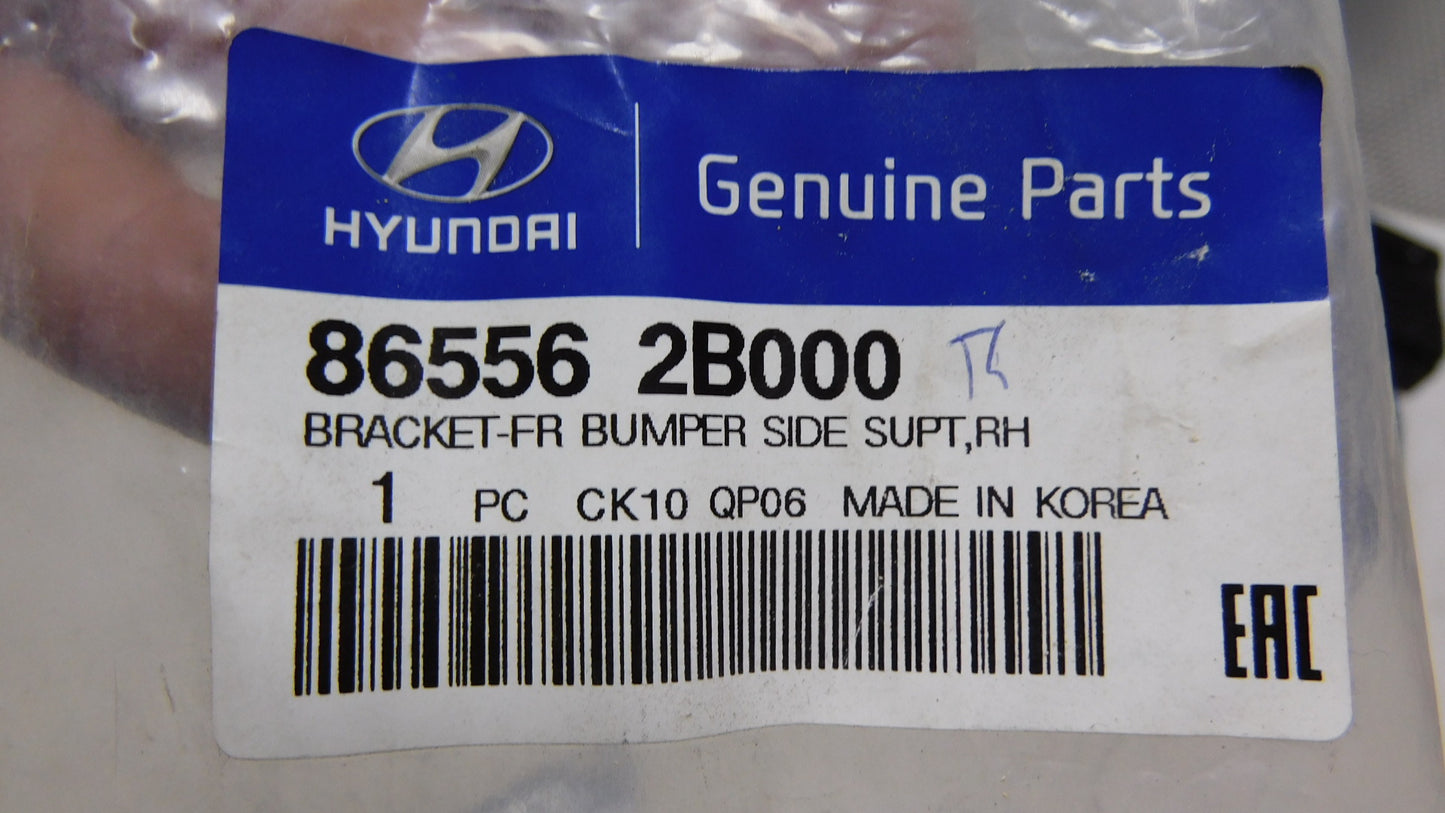 HYUNDAI
Genuine Parts
86556 2B000
BRACKET-FR BUMPER SIDE SUPT,RH
1 PC CK10 QP06 MADE IN KOREA
EAC